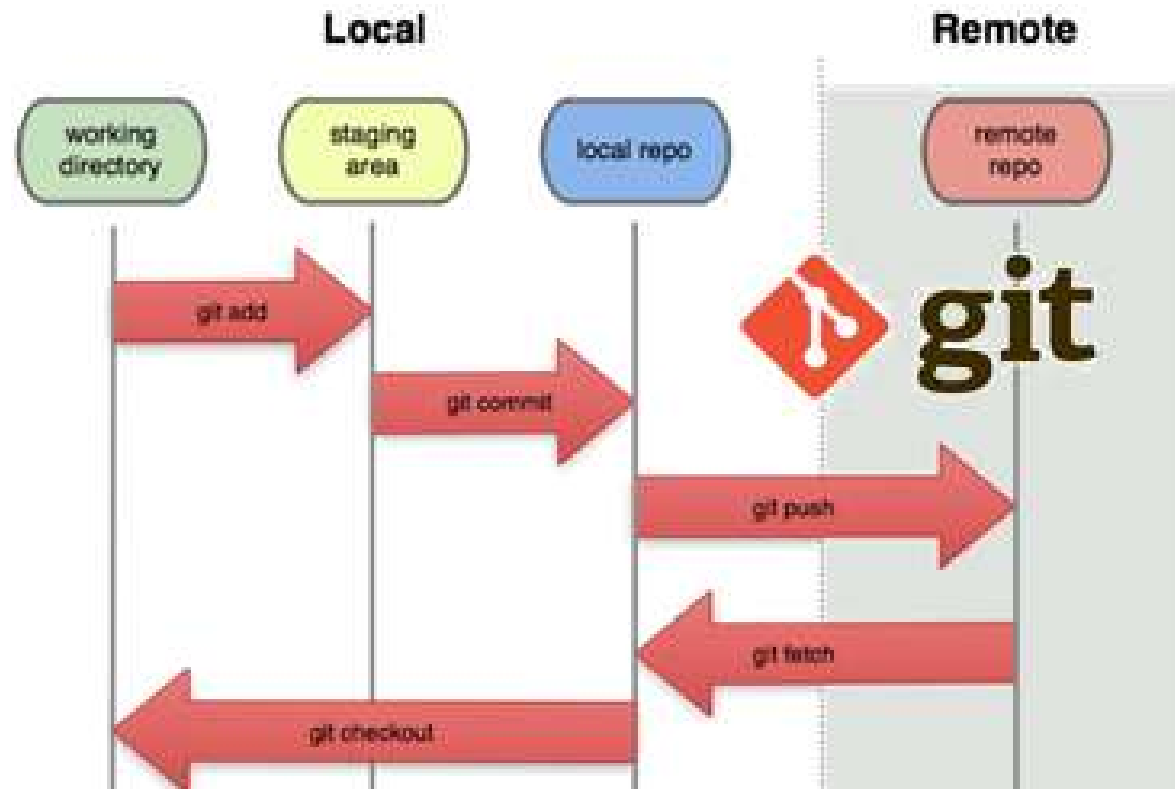 Local
Remote
working
directory
staging
area
local repo
remote
repo
git add
git
git commit
git push
git fetch
git checkout